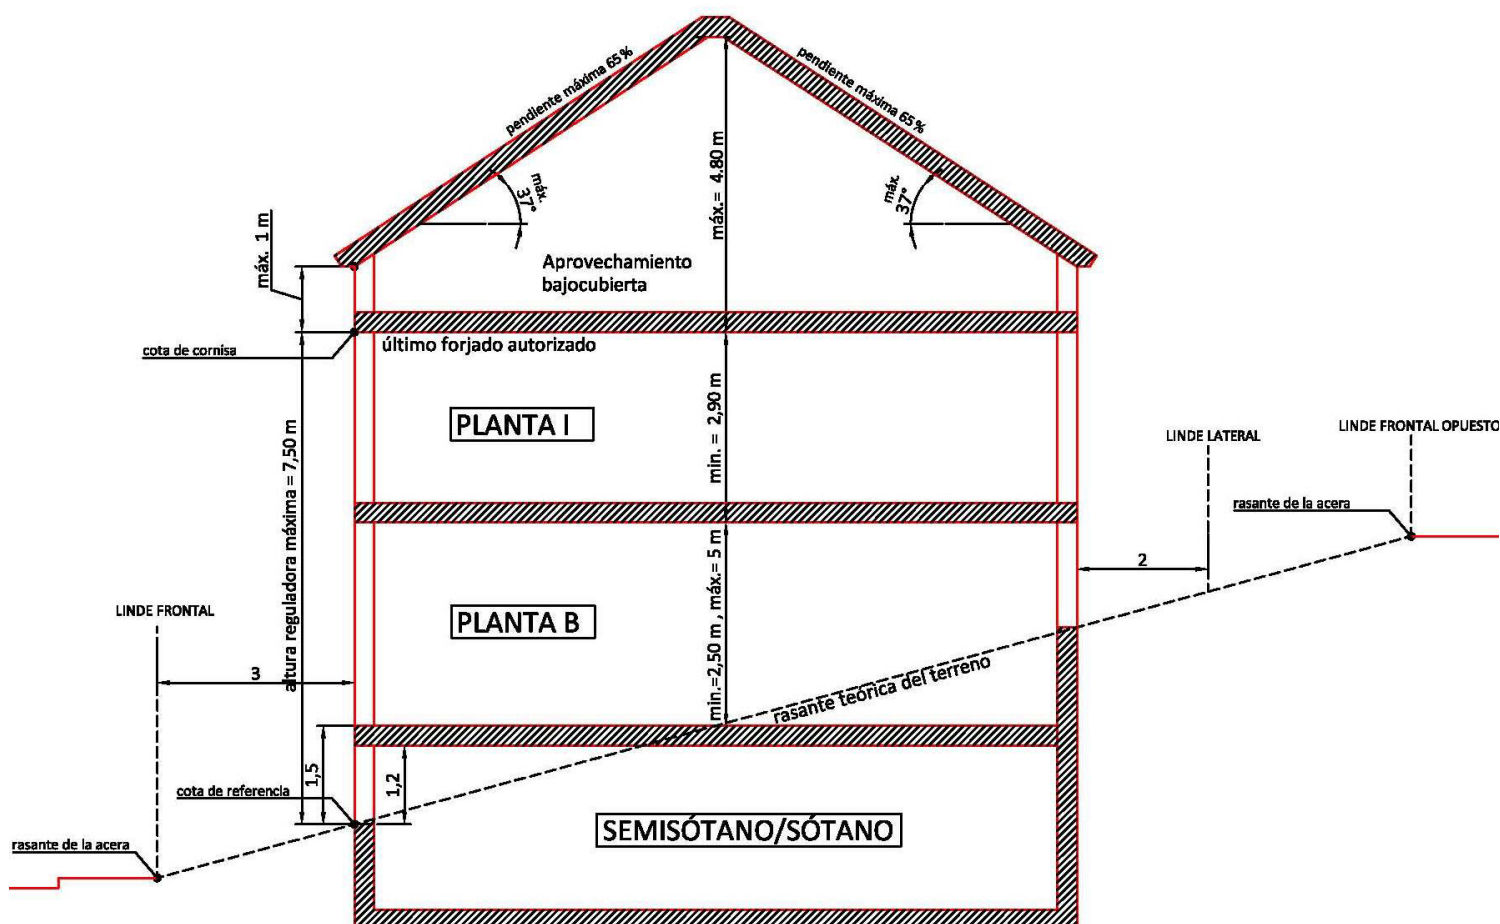 pendiente máxima 65%
pendiente máxima 65%
máx.= 4.80 m
máx.
37°
máx.
37°
máx. 1 m
Aprovechamiento
bajocubierta
cota de cornisa
último forjado autorizado
PLANTA I
min. = 2,90 m
altura reguladora máxima = 7,50 m
LINDE LATERAL
LINDE FRONTAL OPUESTO
rasante de la acera
2
LINDE FRONTAL
3
PLANTA B
min.=2,50 m , máx.= 5 m
rasante teórica del terreno
1,5
1,2
cota de referencia
SEMISÓTANO/SÓTANO
rasante de la acera